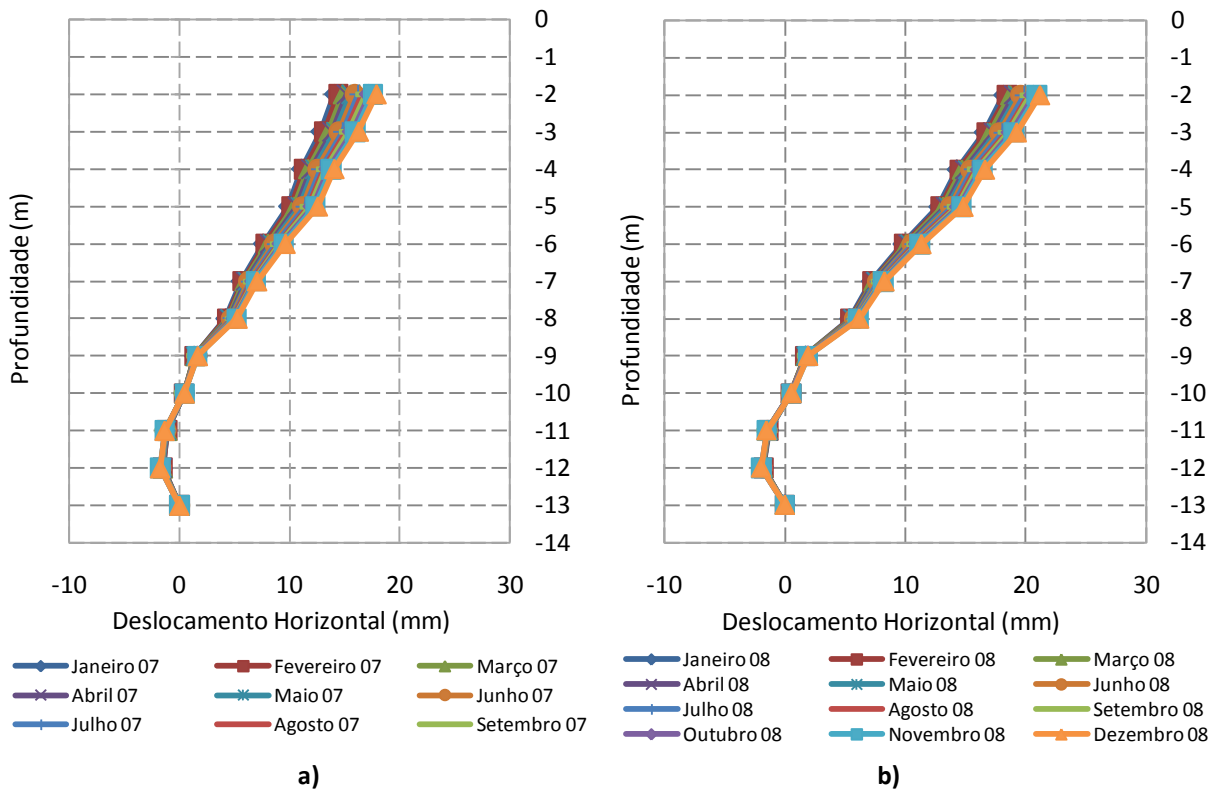 0
-1
-2
-3
-4
-5
-6
-7
-8
-9
-10
-11
-12
-13
-14
Profundidade (m)
-10 0 10 20 30
Deslocamento Horizontal (mm)
Janeiro 07 Fevereiro 07 Março 07
Abril 07 Maio 07 Junho 07
Julho 07 Agosto 07 Setembro 07
a)
0
-1
-2
-3
-4
-5
-6
-7
-8
-9
-10
-11
-12
-13
-14
Profundidade (m)
-10 0 10 20 30
Deslocamento Horizontal (mm)
Janeiro 08 Fevereiro 08 Março 08
Abril 08 Maio 08 Junho 08
Julho 08 Agosto 08 Setembro 08
Outubro 08 Novembro 08 Dezembro 08
b)